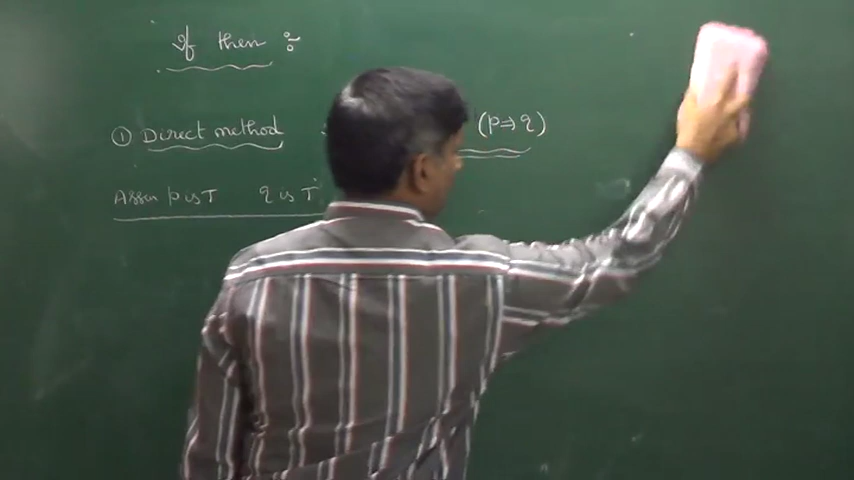 If then ÷
① Direct method (p⇒q)
Assum p is T q is T